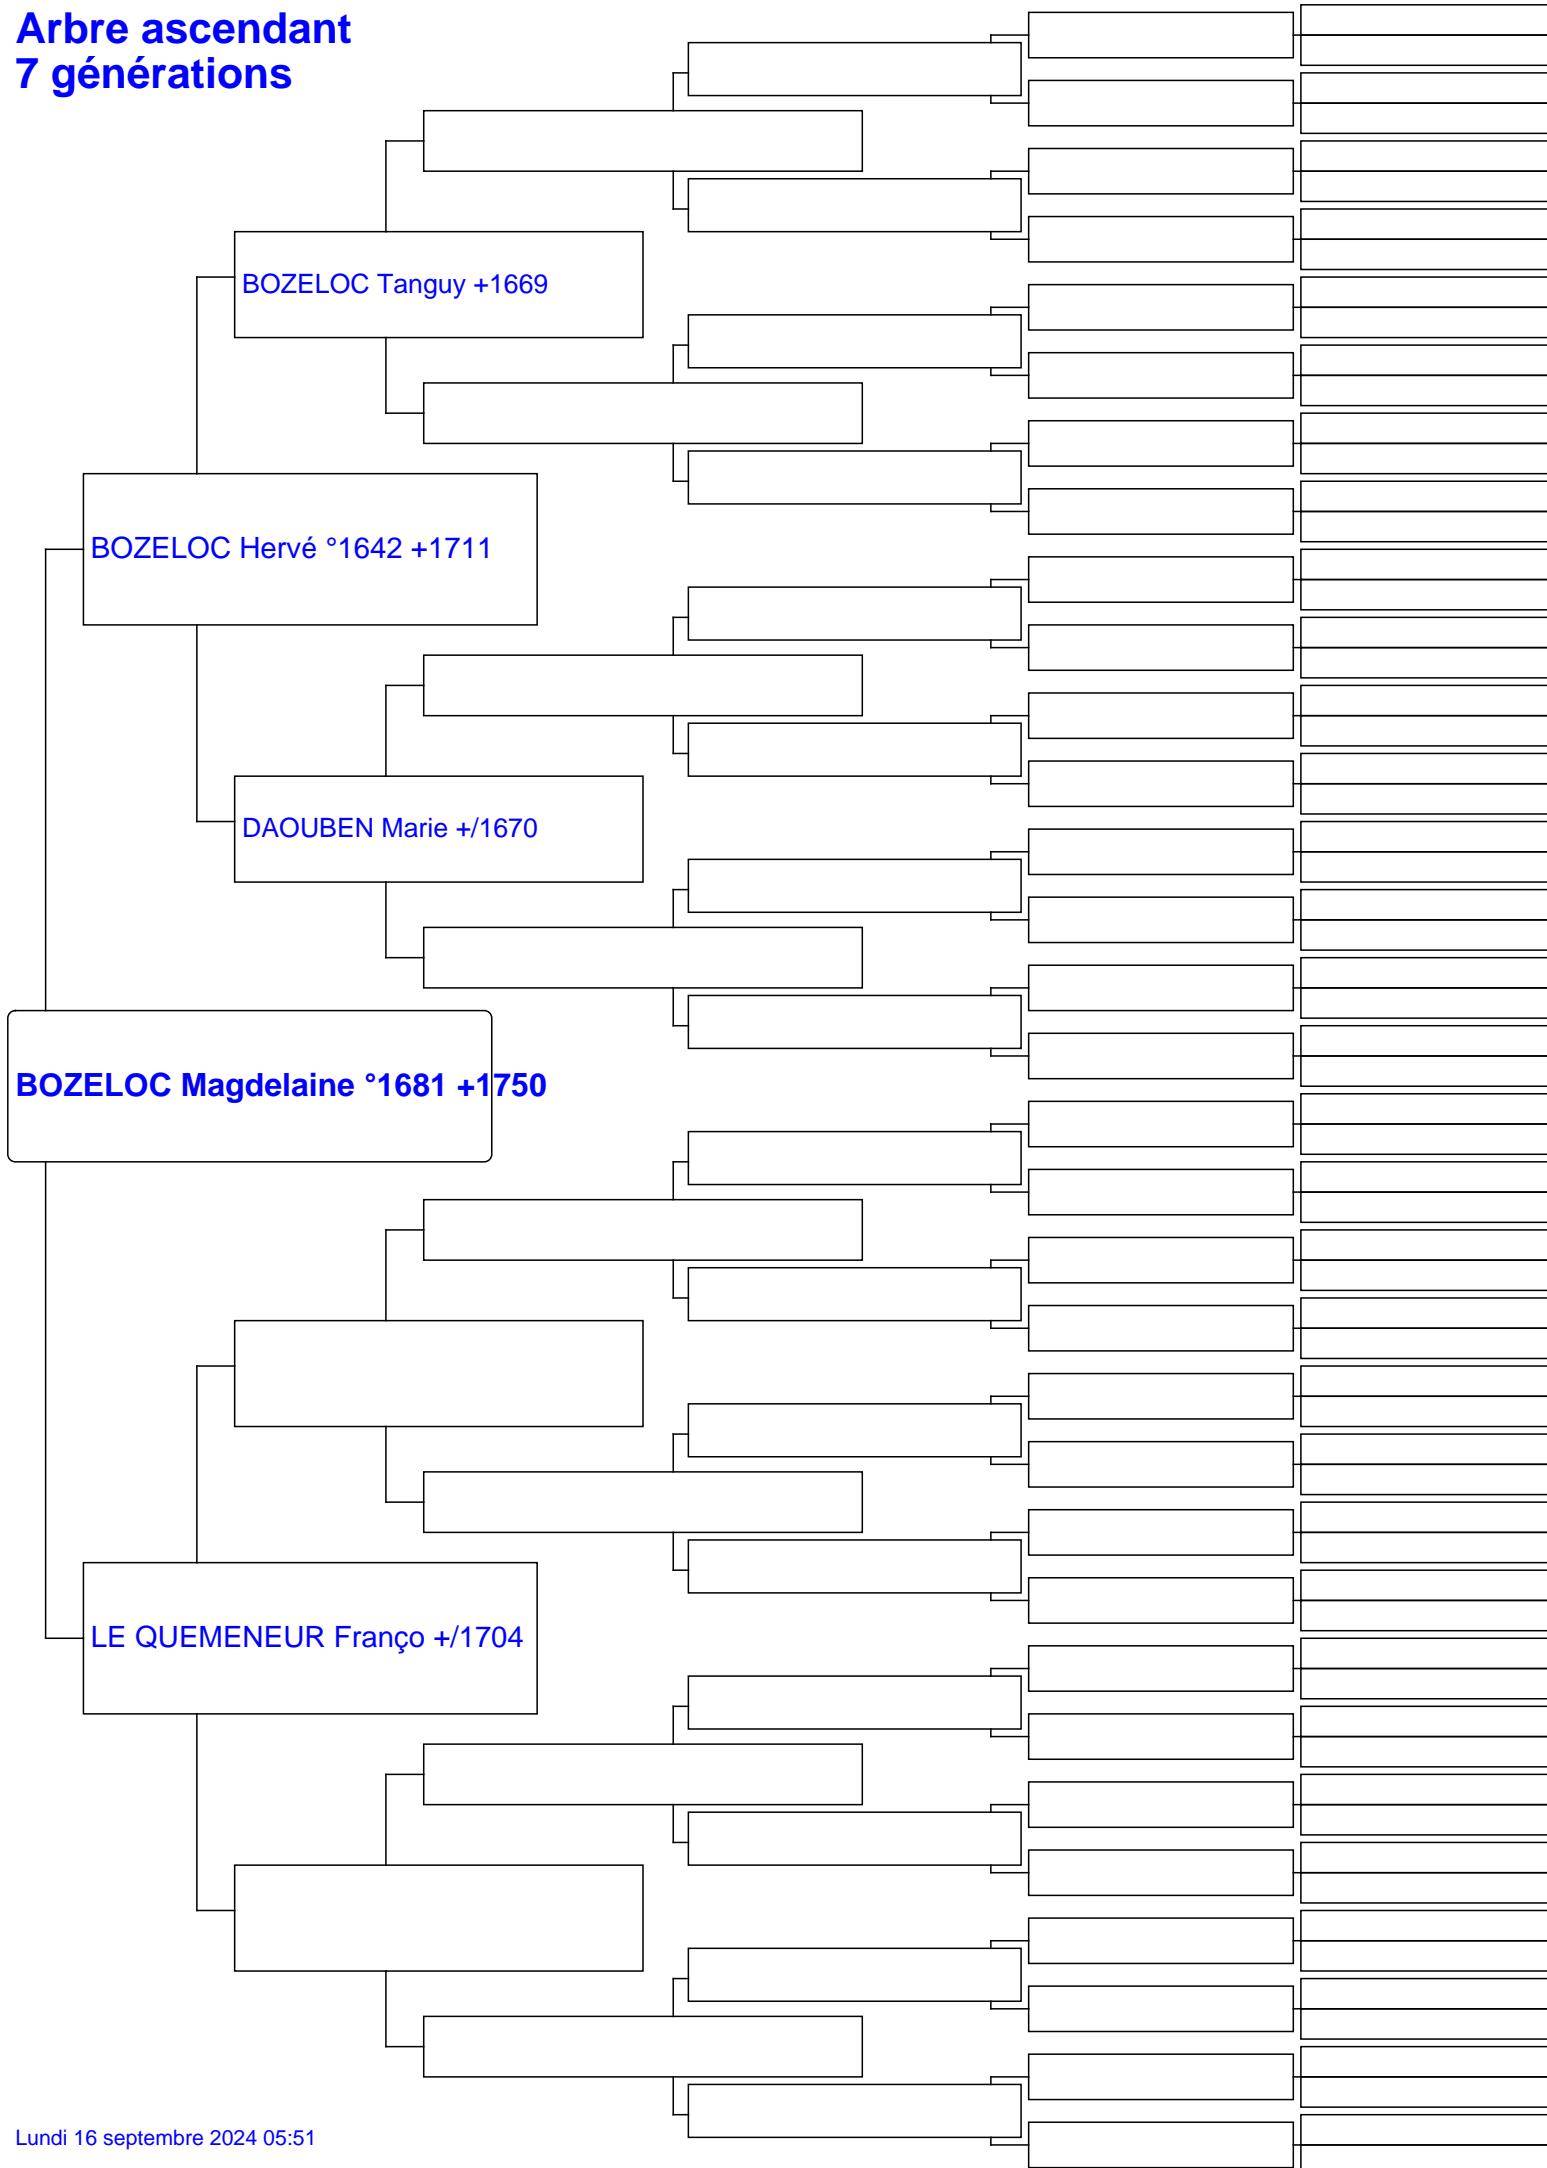 Arbre ascendant
7 générations
BOZELOC Tanguy +1669
BOZELOC Hervé °1642 +1711
DAOUBEN Marie +/1670
BOZELOC Magdelaine °1681 +1750
LE QUEMENEUR Franço +/1704
Lundi 16 septembre 2024 05:51